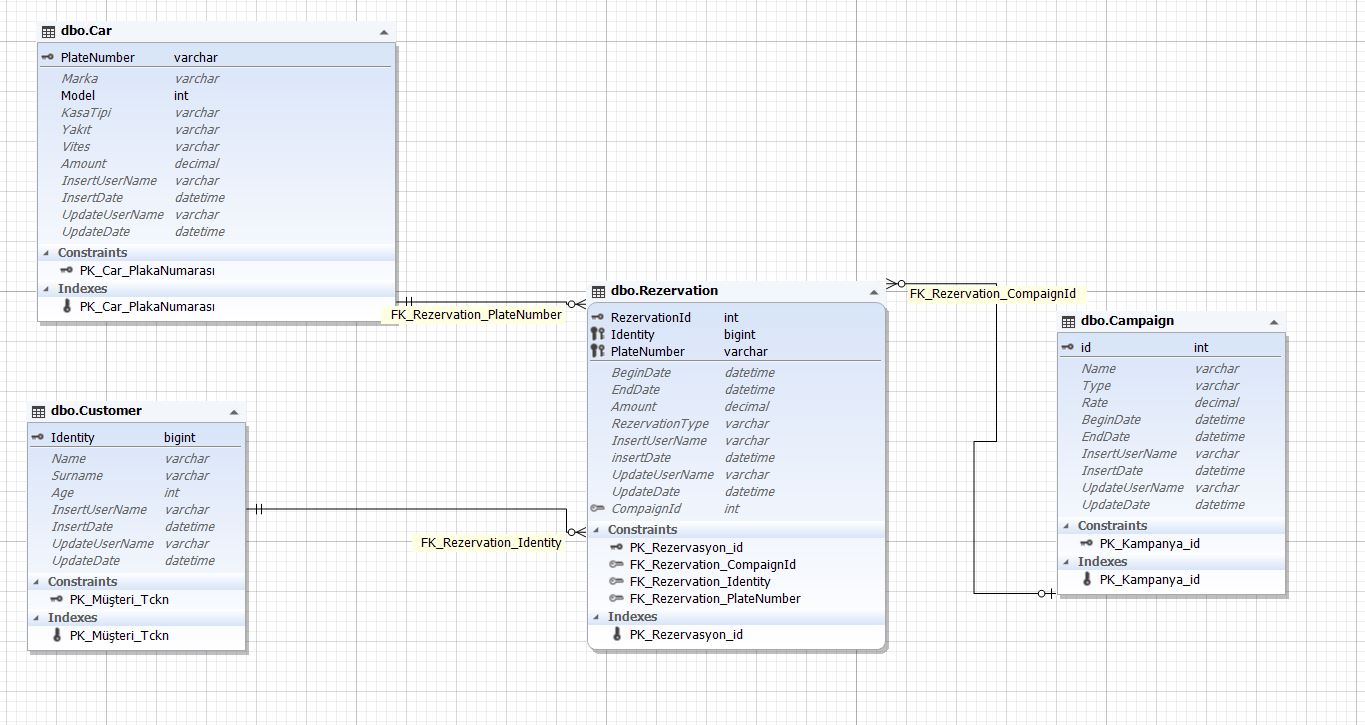 dbo.Car
PlateNumber varchar
Marka varchar
Model int
KasaTipi varchar
Yakıt varchar
Vites varchar
Amount decimal
InsertUserName varchar
InsertDate datetime
UpdateUserName varchar
UpdateDate datetime
Constraints
PK_Car_PlakaNumarası
Indexes
PK_Car_PlakaNumarası
FK_Rezervation_PlateNumber
dbo.Customer
Identity bigint
Name varchar
Surname varchar
Age int
InsertUserName varchar
InsertDate datetime
UpdateUserName varchar
UpdateDate datetime
Constraints
PK_Müşteri_Tckn
Indexes
PK_Müşteri_Tckn
FK_Rezervation_Identity
dbo.Rezervation
RezervationId int
Identity bigint
PlateNumber varchar
BeginDate datetime
EndDate datetime
Amount decimal
RezervationType varchar
InsertUserName varchar
insertDate datetime
UpdateUserName varchar
UpdateDate datetime
CompaignId int
Constraints
PK_Rezervasyon_id
FK_Rezervation_CompaignId
FK_Rezervation_Identity
FK_Rezervation_PlateNumber
Indexes
PK_Rezervasyon_id
FK_Rezervation_CompaignId
dbo.Campaign
id int
Name varchar
Type varchar
Rate decimal
BeginDate datetime
EndDate datetime
InsertUserName varchar
InsertDate datetime
UpdateUserName varchar
UpdateDate datetime
Constraints
PK_Kampanya_id
Indexes
PK_Kampanya_id